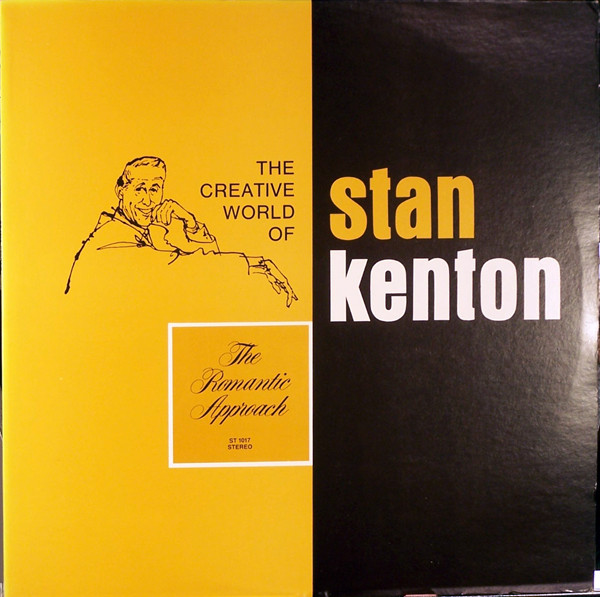 THE
CREATIVE
WORLD
OF
stan
kenton
The
Romantic
Approach
ST 1017
STEREO